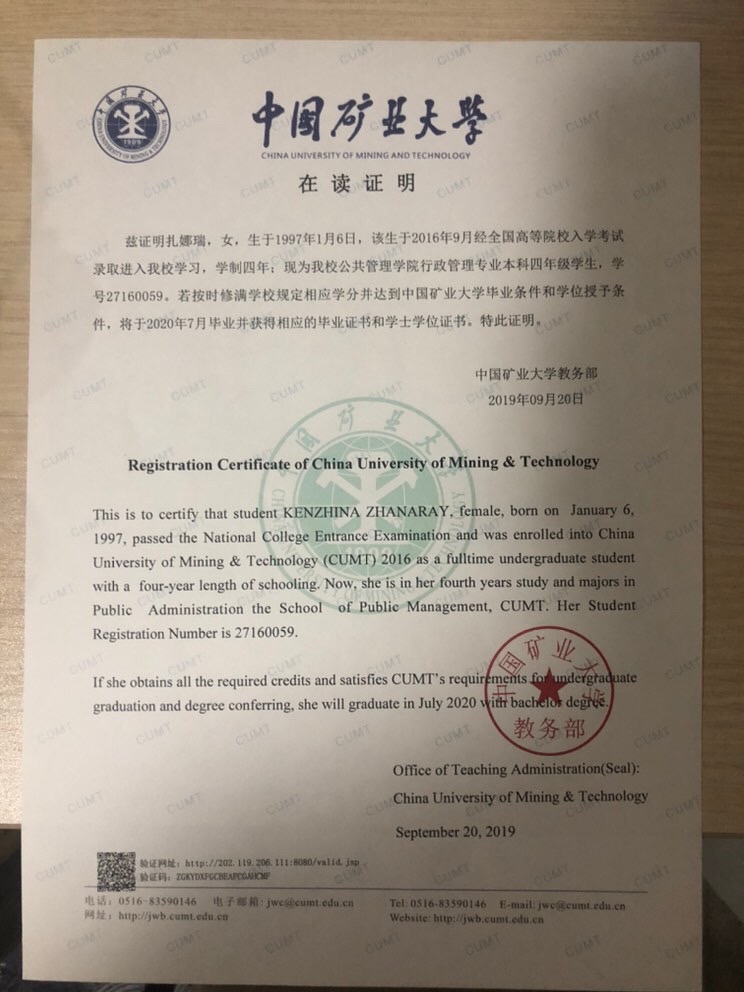 中国矿业大学
CHINA UNIVERSITY OF MINING AND TECHNOLOGY
在读证明
兹证明扎娜瑞，女，生于1997年1月6日，该生于2016年9月经全国高等院校入学考试
录取进入我校学习，学制四年；现为我校公共管理学院行政管理专业本科四年级学生，学
号27160059。若按时修满学校规定相应学分并达到中国矿业大学毕业条件和学位授予条
件，将于2020年7月毕业并获得相应的毕业证书和学士学位证书。特此证明。
中国矿业大学教务部
2019年09月20日
Registration Certificate of China University of Mining & Technology
This is to certify that student KENZHINA ZHANARAY, female, born on January 6,
1997, passed the National College Entrance Examination and was enrolled into China
University of Mining & Technology (CUMT) 2016 as a fulltime undergraduate student
with a four-year length of schooling. Now, she is in her fourth years study and majors in
Public Administration the School of Public Management, CUMT. Her Student
Registration Number is 27160059.
If she obtains all the required credits and satisfies CUMT's requirements for undergraduate
graduation and degree conferring, she will graduate in July 2020 with bachelor degree.
中国矿业大学
教务部
Office of Teaching Administration(Seal):
China University of Mining & Technology
September 20, 2019
验证网址：http://202.119.206.111:8080/valid.jsp
验证码：ZGKYDXFGCBEAPCGAHCMF
电话：0516-83590146 电子邮箱：jwc@cumt.edu.cn
网址：http://jwb.cumt.edu.cn
Tel: 0516-83590146 E-mail: jwc@cumt.edu.cn
Website: http://jwb.cumt.edu.cn